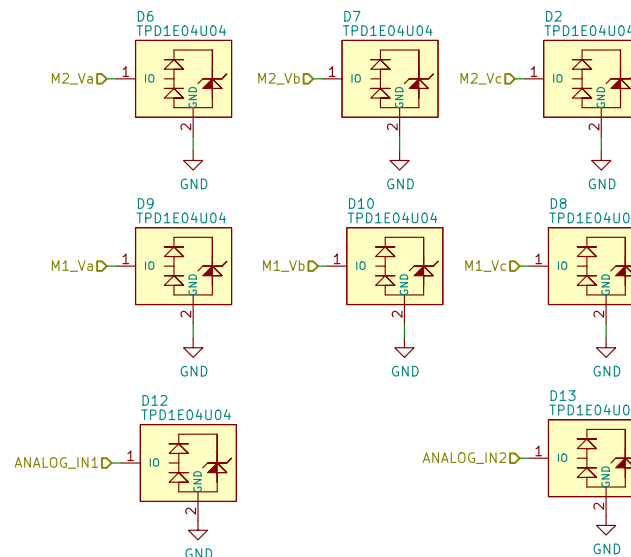 D6
TPD1E04U04
M2_Va
1
IO
GND
2
GND
D7
TPD1E04U04
M2_Vb
1
IO
GND
2
GND
D2
TPD1E04U04
M2_Vc
1
IO
GND
2
GND
D9
TPD1E04U04
M1_Va
1
IO
GND
2
GND
D10
TPD1E04U04
M1_Vb
1
IO
GND
2
GND
D8
TPD1E04U0
M1_Vc
1
IO
GND
2
GND
D12
TPD1E04U04
ANALOG_IN1
1
IO
GND
2
GND
D13
TPD1E04U0
ANALOG_IN2
1
IO
GND
2
GND